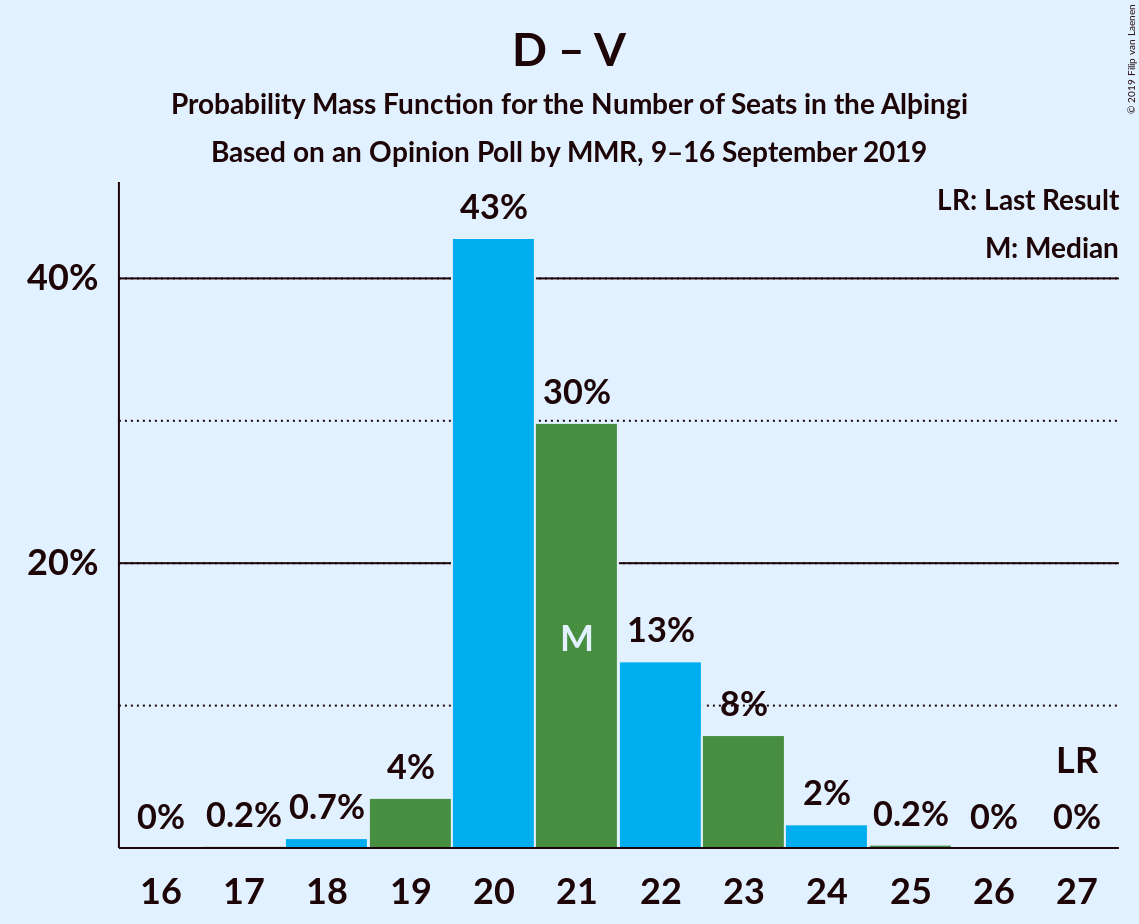 D – V
Probability Mass Function for the Number of Seats in the Alþingi
Based on an Opinion Poll by MMR, 9–16 September 2019
© 2019 Filip van Laenen
LR: Last Result
M: Median
43%
40%
30%
20%
M
13%
8%
4%
LR
0%
0.2%
0.7%
2%
0.2%
0%
0%
16 17 18 19 20 21 22 23 24 25 26 27